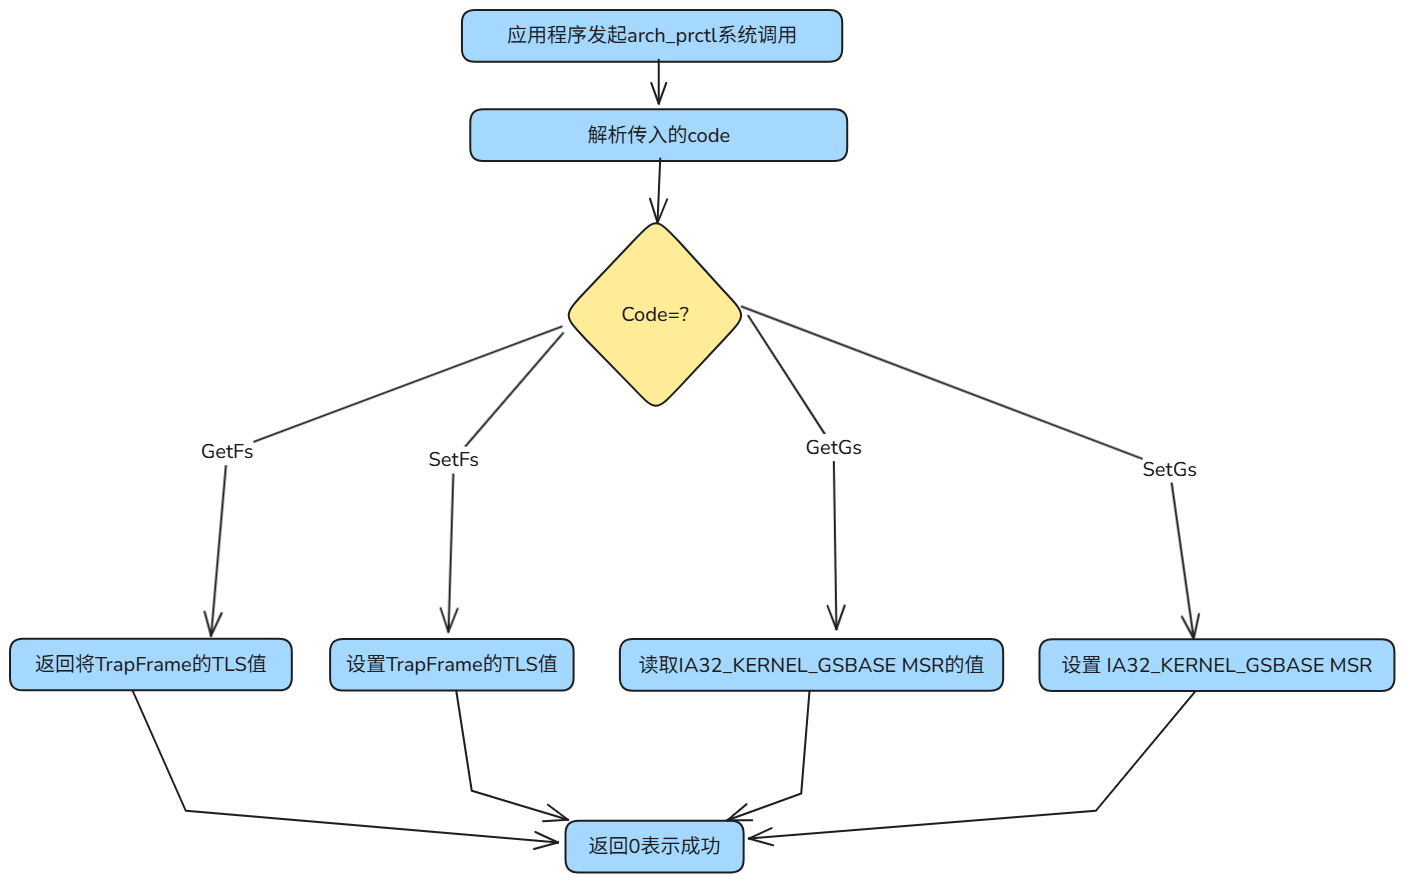 应用程序发起arch_prctl系统调用
解析传入的code
Code=?
GetFs
SetFs
GetGs
SetGs
返回将TrapFrame的TLS值
设置TrapFrame的TLS值
读取IA32_KERNEL_GSBASE MSR的值
设置 IA32_KERNEL_GSBASE MSR
返回0表示成功